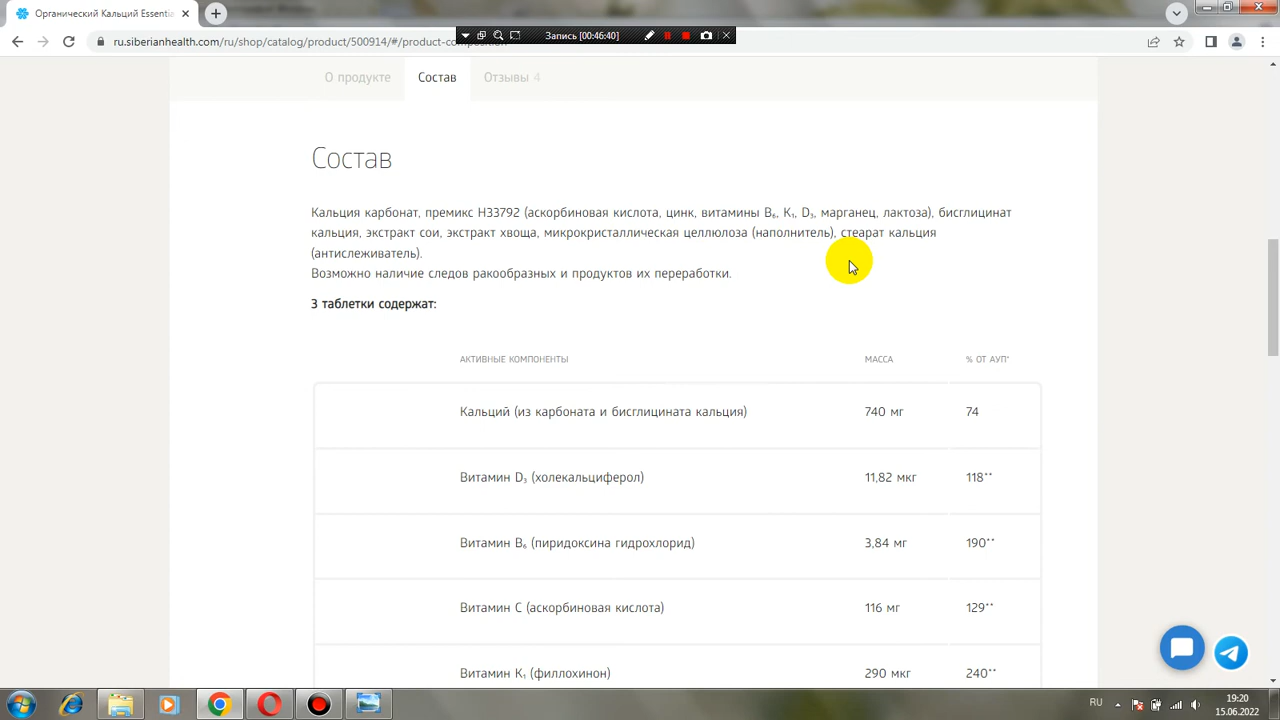 Органический Кальций Essentia
ru.siberianhealth.com/ru/shop/catalog/product/500914/#/product-composition
Запись [00:46:40]
О продукте Состав Отзывы 4
Состав
Кальция карбонат, премикс Н33792 (аскорбиновая кислота, цинк, витамины В₆, К₁, D₃, марганец, лактоза), бисглицинат
кальция, экстракт сои, экстракт хвоща, микрокристаллическая целлюлоза (наполнитель), стеарат кальция
(антислеживатель).
Возможно наличие следов ракообразных и продуктов их переработки.
3 таблетки содержат:
АКТИВНЫЕ КОМПОНЕНТЫ МАССА % ОТ АУП*
Кальций (из карбоната и бисглицината кальция) 740 мг 74
Витамин D₃ (холекальциферол) 11,82 мкг 118**
Витамин В₆ (пиридоксина гидрохлорид) 3,84 мг 190**
Витамин С (аскорбиновая кислота) 116 мг 129**
Витамин К₁ (филлохинон) 290 мкг 240**
RU
19:20
15.06.2022